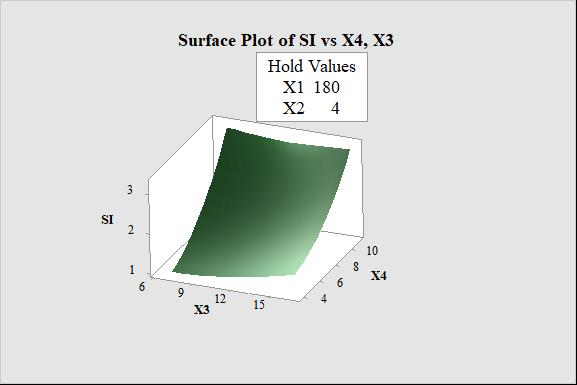 Surface Plot of SI vs X4, X3
Hold Values
X1 180
X2 4
3
SI
2
1
6
9
12
15
X3
4
6
8
10
X4